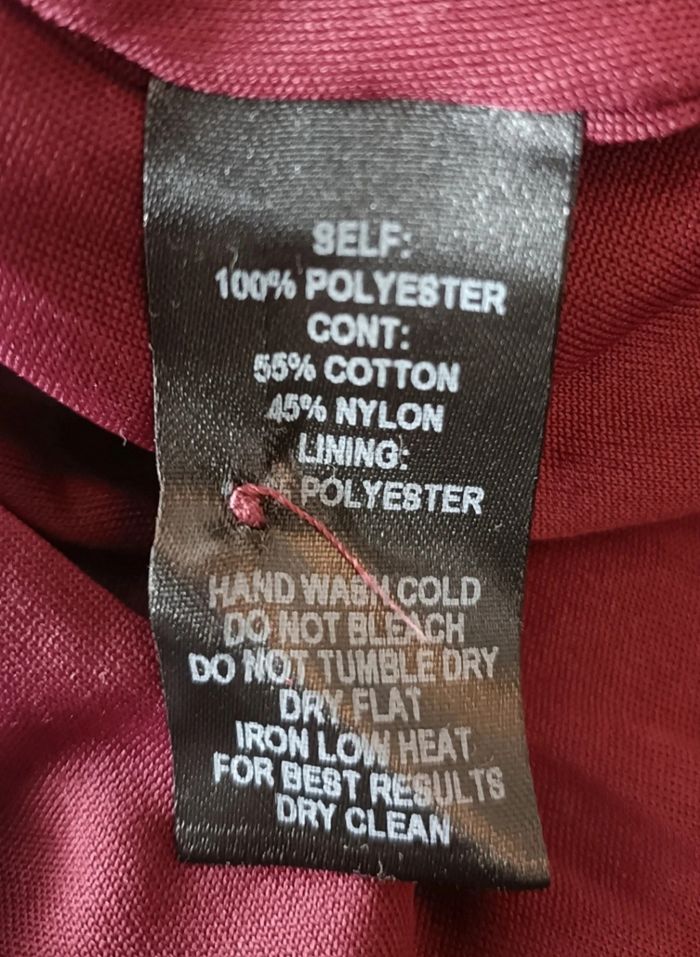 SELF:
100% POLYESTER
CONT:
55% COTTON
45% NYLON
LINING:
POLYESTER
HAND WASH COLD
DO NOT BLEACH
DO NOT TUMBLE DRY
DRY FLAT
IRON LOW HEAT
FOR BEST RESULTS
DRY CLEAN